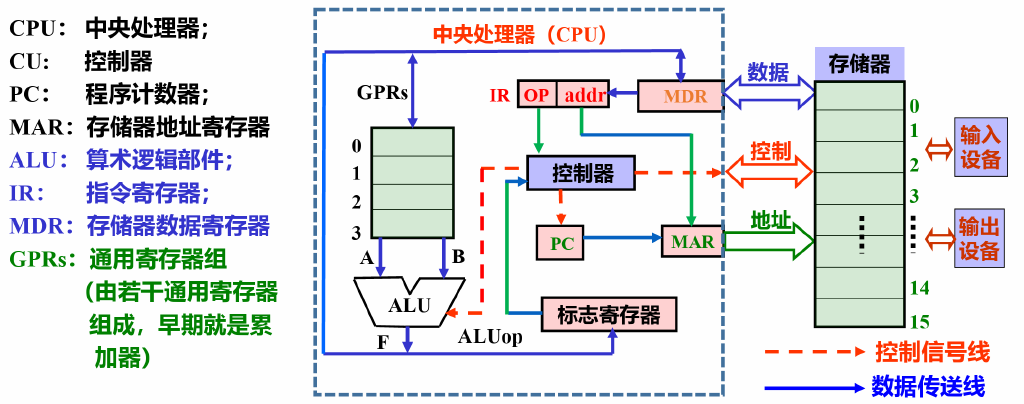 CPU： 中央处理器；
CU： 控制器
PC： 程序计数器；
MAR：存储器地址寄存器
ALU： 算术逻辑部件；
IR： 指令寄存器；
MDR：存储器数据寄存器
GPRs：通用寄存器组
（由若干通用寄存器
组成，早期就是累
加器）
中央处理器（CPU）
GPRs
0
1
2
3
A
B
ALU
F
ALUop
IR
OP
addr
MDR
控制器
PC
MAR
标志寄存器
数据
控制
地址
存储器
0
1
2
3
14
15
输入
设备
输出
设备
控制信号线
数据传送线